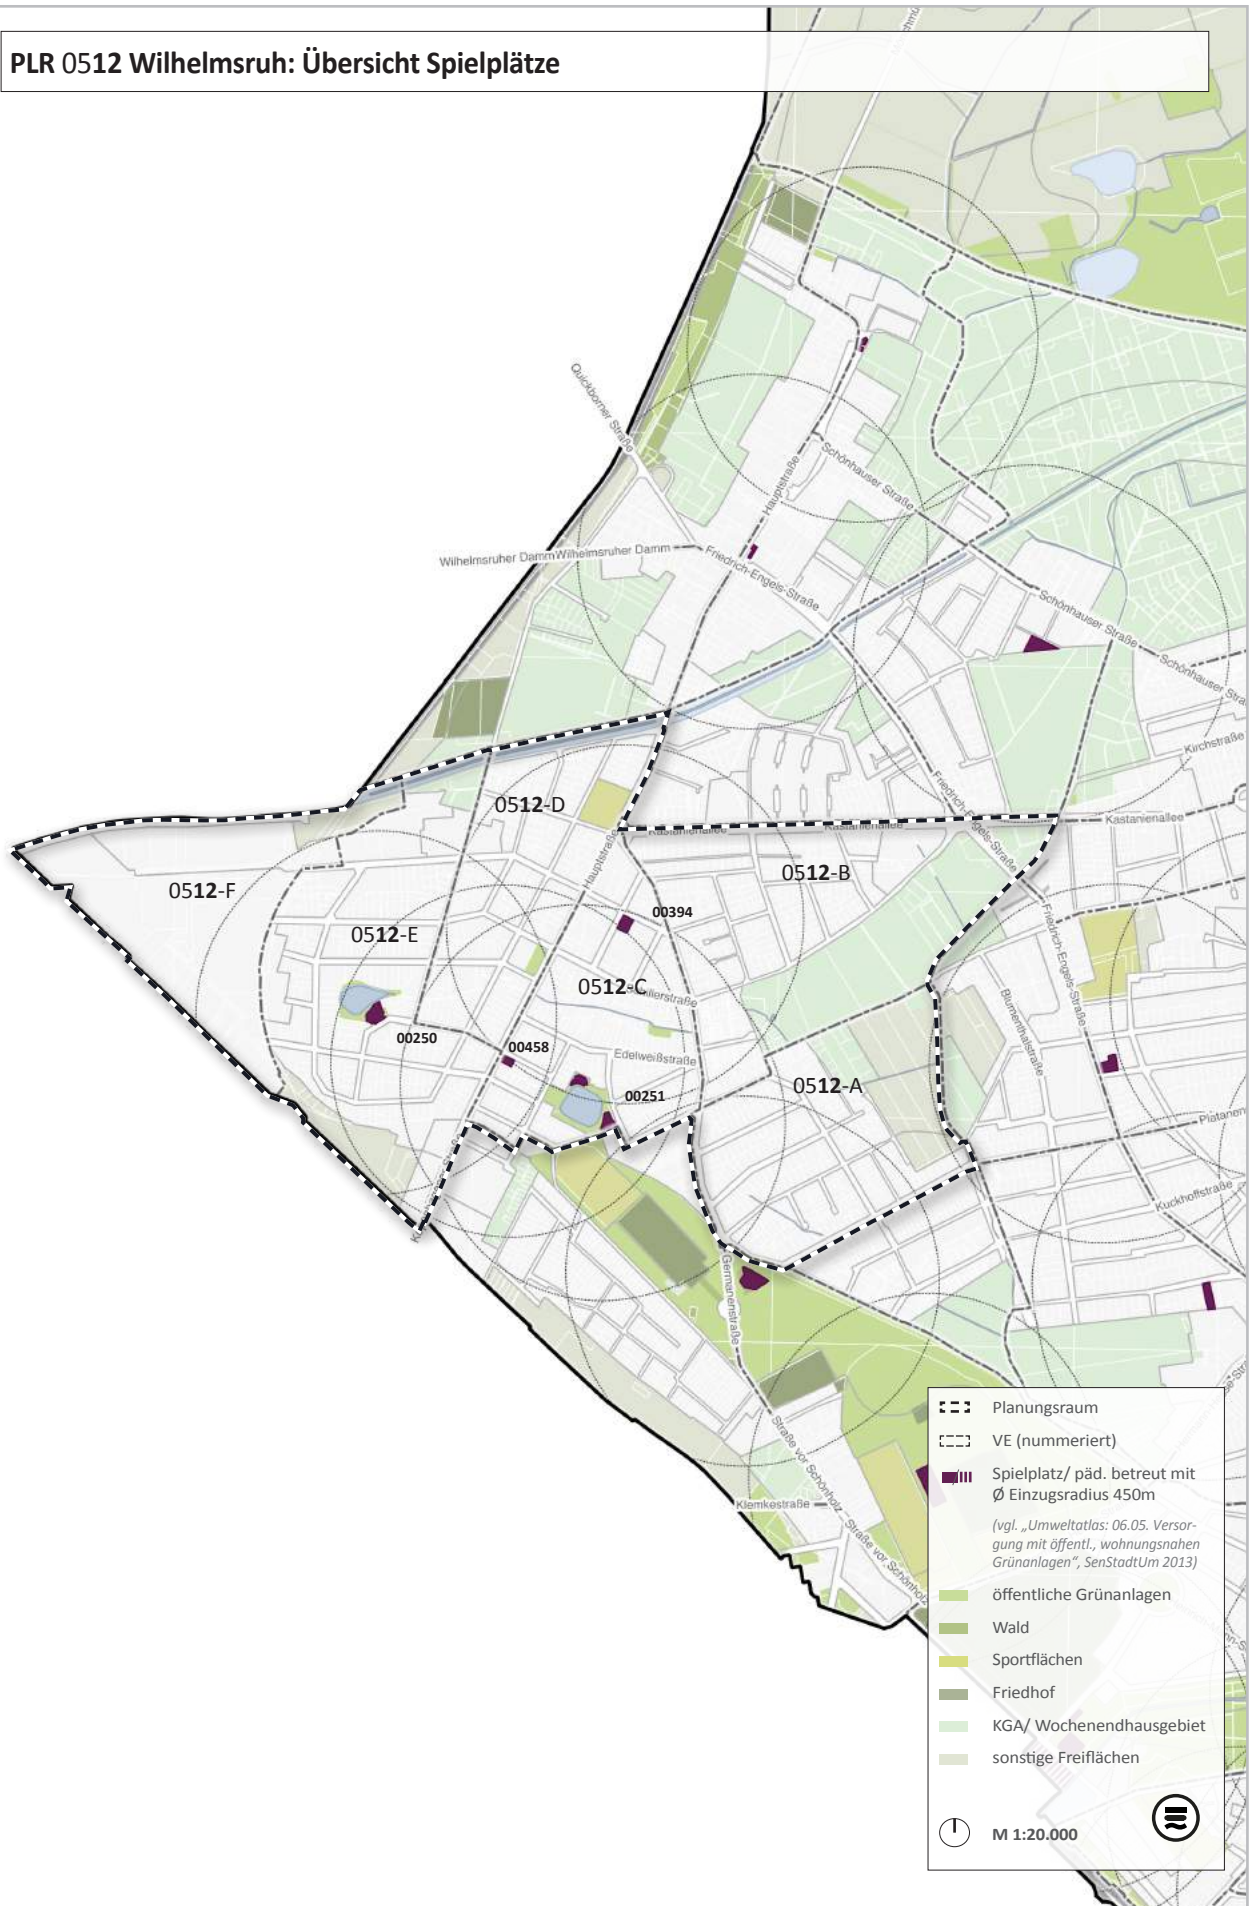 PLR 0512 Wilhelmsruh: Übersicht Spielplätze
Quickborner Straße
Hauptstraße
Schönhauser Straße
Wilhelmsruher Damm Wilhelmsruher Damm
Friedrich-Engels-Straße
Schönhauser Straße
Schönhauser Stra
Kirchstraße
Friedrich-Engels-Straße
0512-D
Kastanienallee
Kastanienallee
Kastanienallee
Hauptstraße
0512-B
0512-F
00394
Friedrich-Engels-Straße
0512-E
0512-C
illerstraße
Blumenthalstraße
00250
00458
Edelweißstraße
0512-A
00251
Platanen
Kuckhoffstraße
Germanenstraße
Straße vor Schönholz
Klemkestraße
Straße vor Schönholz
Planungsraum
VE (nummeriert)
Spielplatz/ päd. betreut mit
Ø Einzugsradius 450m
(vgl. „Umweltatlas: 06.05. Versor-
gung mit öffentl., wohnungsnahen
Grünanlagen“, SenStadtUm 2013)
öffentliche Grünanlagen
Wald
Sportflächen
Friedhof
KGA/ Wochenendhausgebiet
sonstige Freiflächen
M 1:20.000